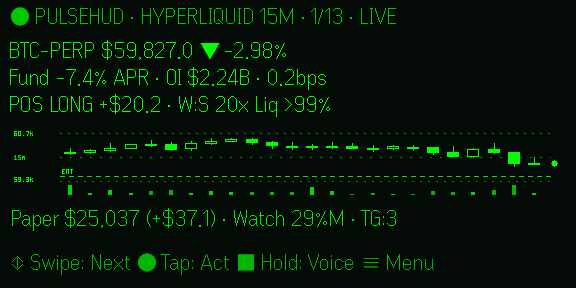 PULSEHUD · HYPERLIQUID 15M · 1/13 · LIVE
BTC-PERP $59,827.0 ▼ -2.98%
Fund -7.4% APR · OI $2.24B · 0.2bps
POS LONG +$20.2 · W:S 20x Liq >99%
60.7k
15m
ENT
59.3k
Paper $25,037 (+$37.1) · Watch 29%M · TG:3
Swipe: Next ● Tap: Act ■ Hold: Voice ≡ Menu